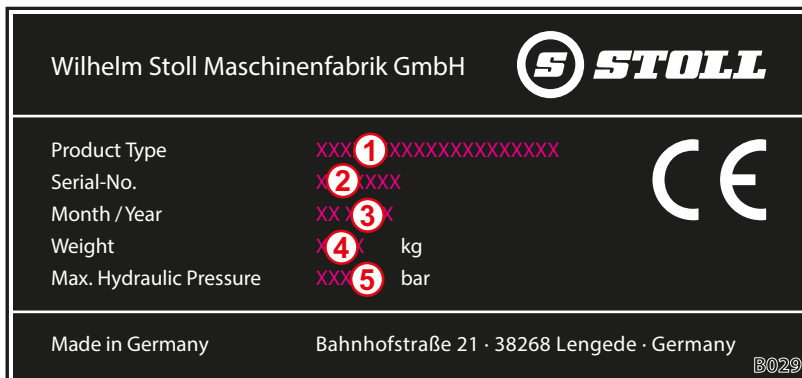 Wilhelm Stoll Maschinenfabrik GmbH
S STOLL
Product Type XXX 1 XXXXXXXXXXXXXX
Serial-No. X 2 XXXX
Month / Year XX X 3 X
Weight X 4 X kg
Max. Hydraulic Pressure XXX 5 bar
CE
Made in Germany Bahnhofstraße 21 · 38268 Lengede · Germany
B029